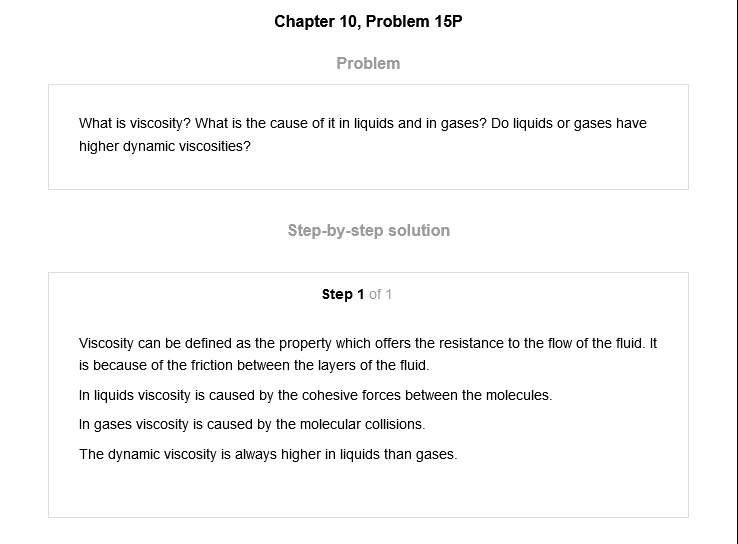 Chapter 10, Problem 15P
Problem
What is viscosity? What is the cause of it in liquids and in gases? Do liquids or gases have
higher dynamic viscosities?
Step-by-step solution
Step 1 of 1
Viscosity can be defined as the property which offers the resistance to the flow of the fluid. It
is because of the friction between the layers of the fluid.
In liquids viscosity is caused by the cohesive forces between the molecules.
In gases viscosity is caused by the molecular collisions.
The dynamic viscosity is always higher in liquids than gases.